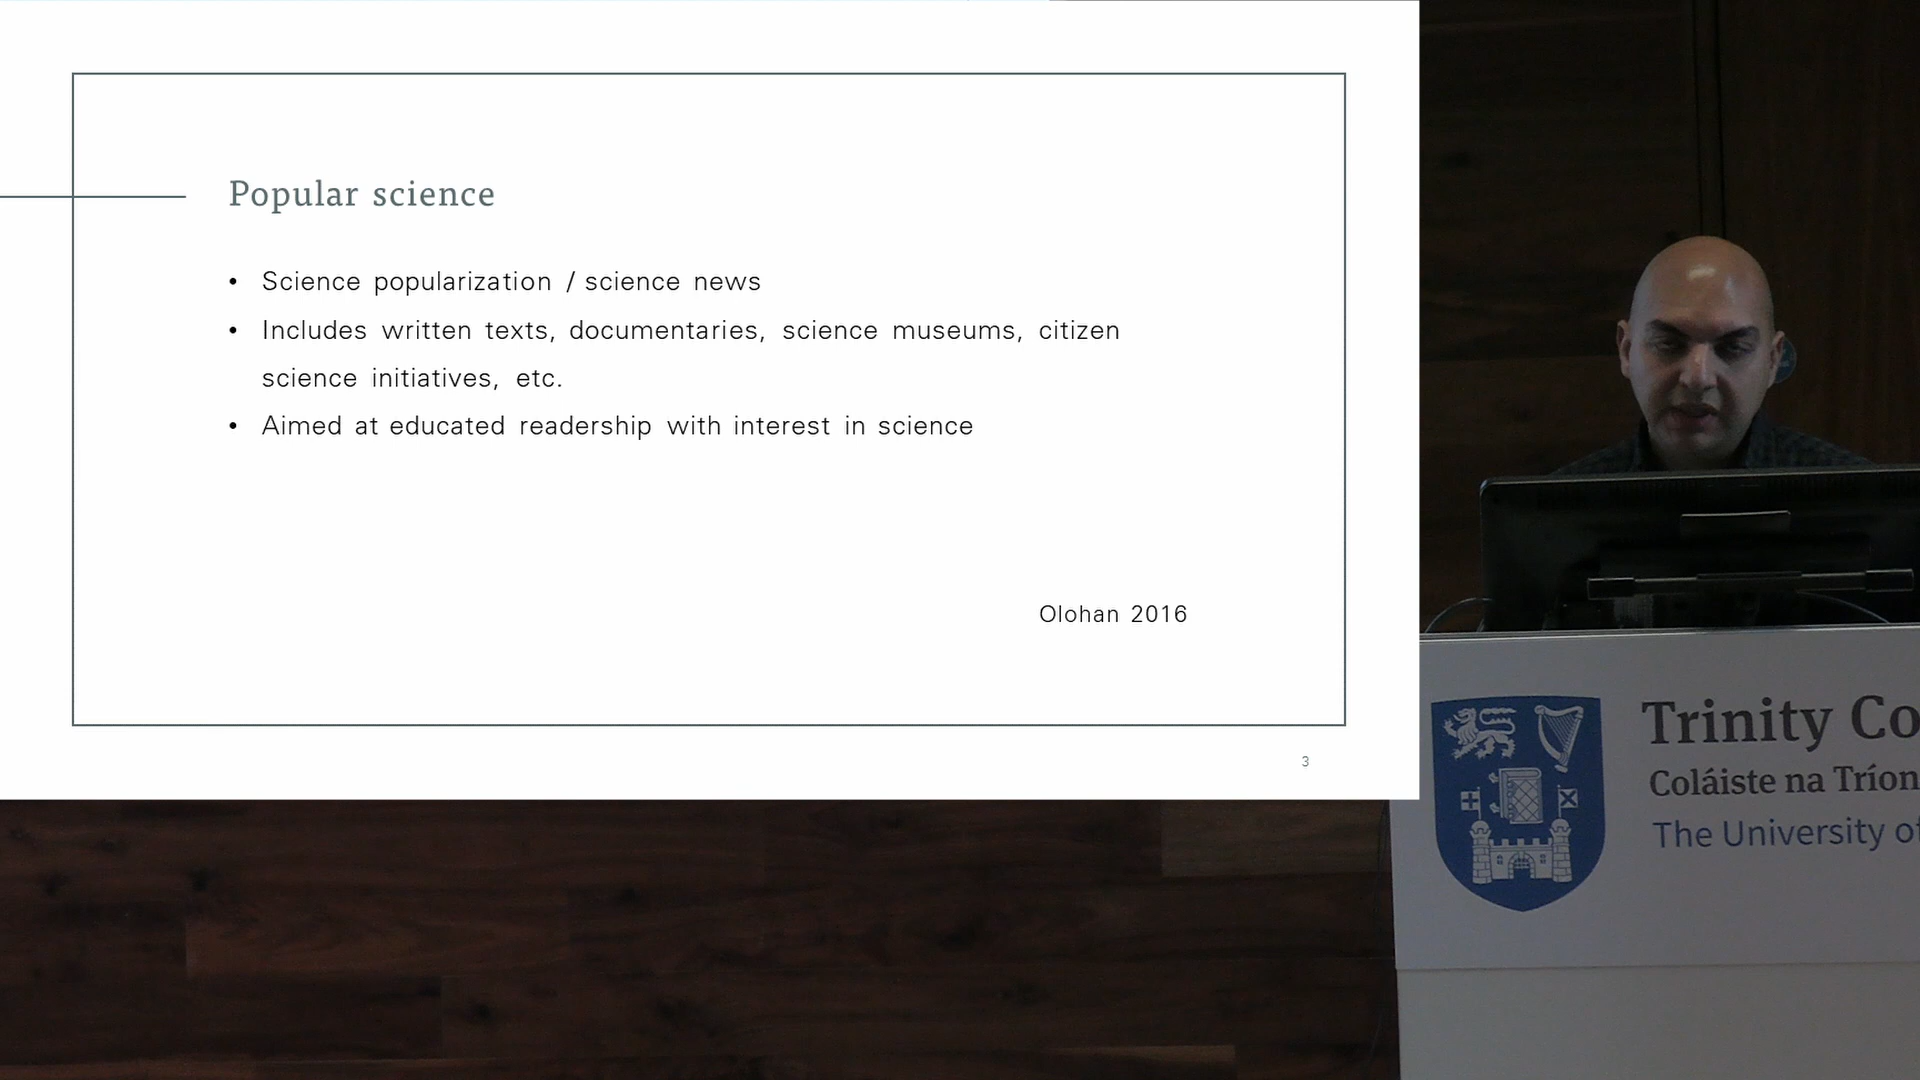 Popular science
• Science popularization / science news
• Includes written texts, documentaries, science museums, citizen
science initiatives, etc.
• Aimed at educated readership with interest in science
Olohan 2016
3
Trinity Co
Coláiste na Tríon
The University of